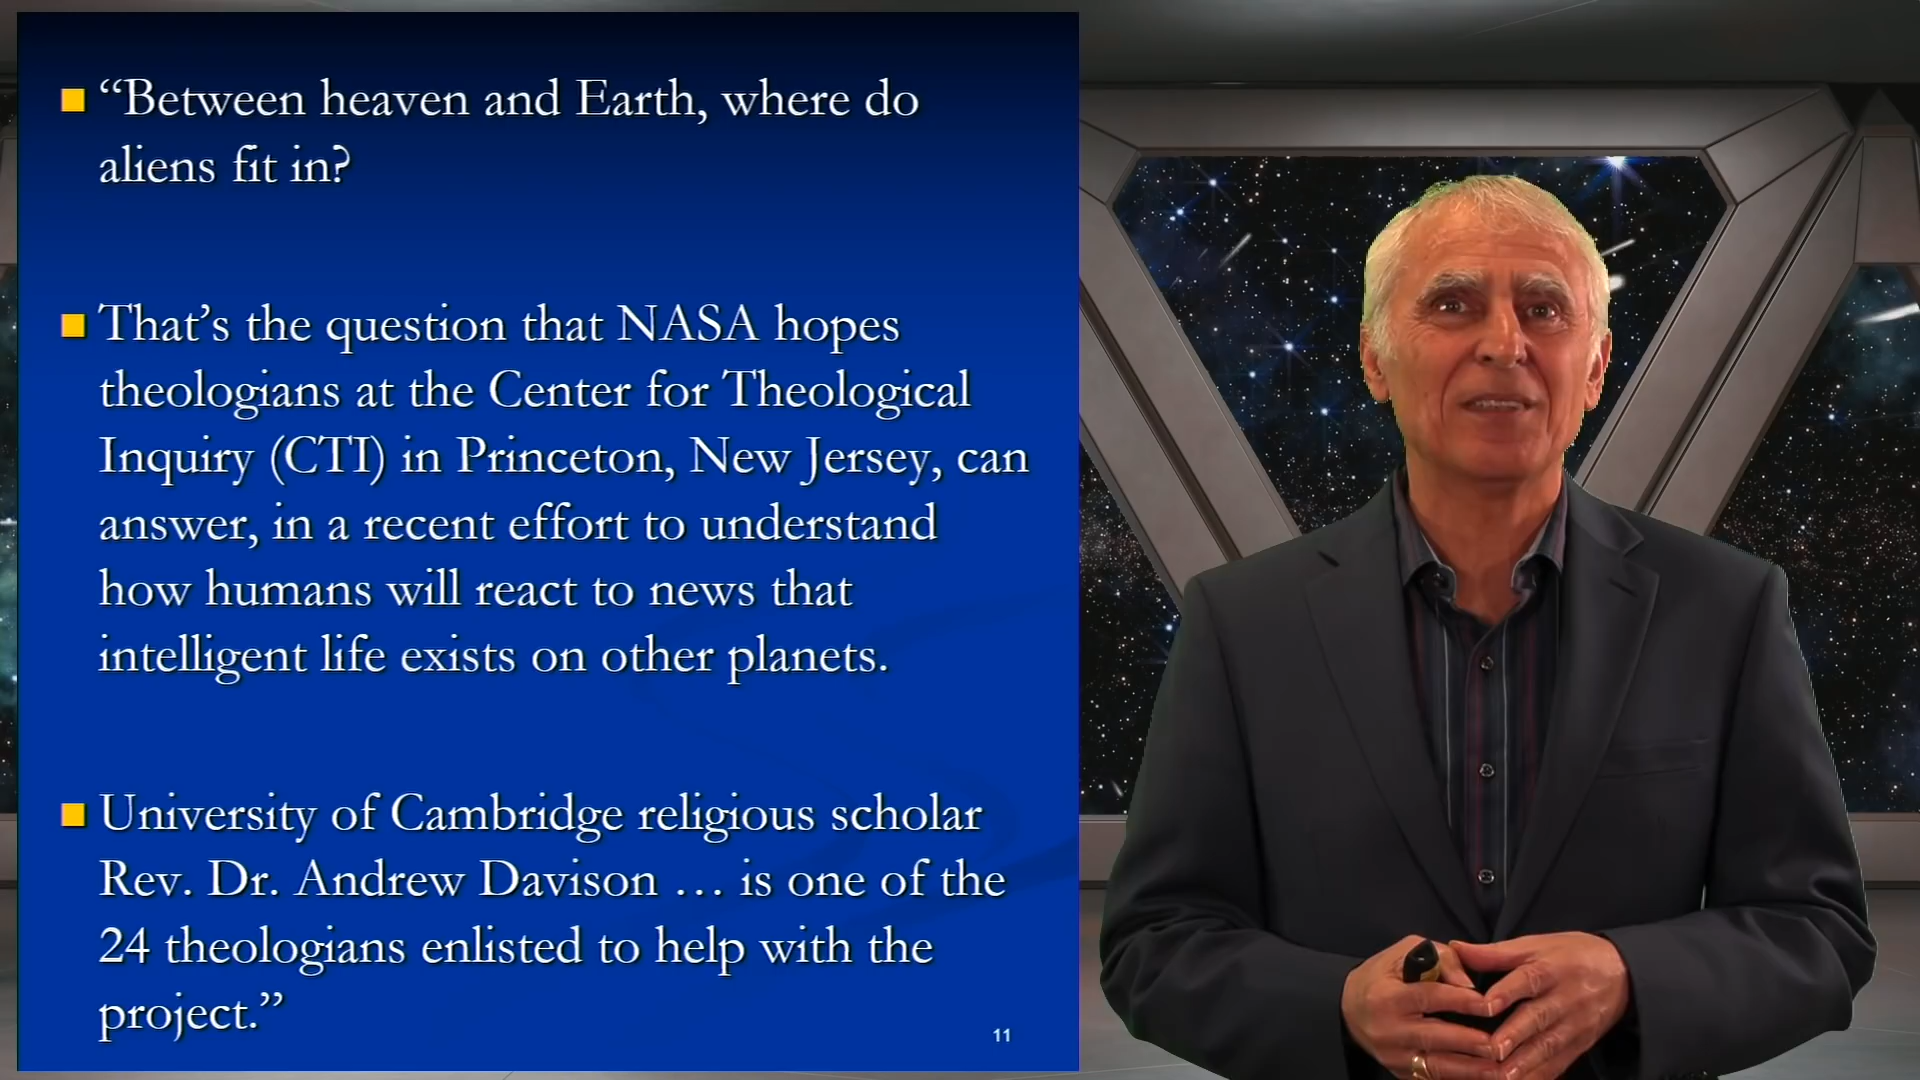 “Between heaven and Earth, where do
aliens fit in?
That’s the question that NASA hopes
theologians at the Center for Theological
Inquiry (CTI) in Princeton, New Jersey, can
answer, in a recent effort to understand
how humans will react to news that
intelligent life exists on other planets.
University of Cambridge religious scholar
Rev. Dr. Andrew Davison … is one of the
24 theologians enlisted to help with the
project.”
11